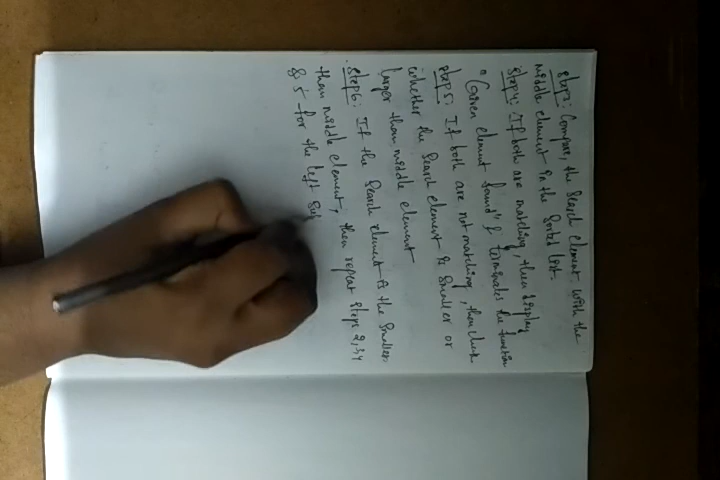 step3: Compare, the search element with the
middle element in the sorted list.
step4: If both are matching, then display
"Given element found" & terminates the function
step5: If both are not matching, then check
whether the search element is smaller or
larger than middle element
step6: If the search element is the smaller
than middle element, then repeat steps 2,3,4
& 5 for the left sub